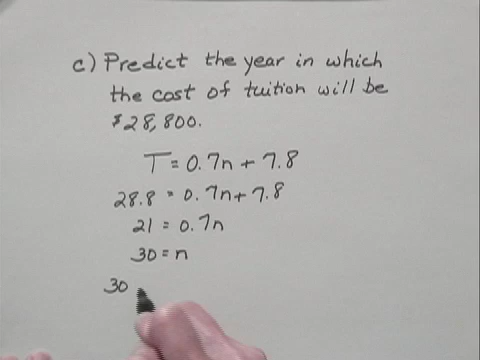 c) Predict the year in which
the cost of tuition will be
$28,800.
T = 0.7n + 7.8
28.8 = 0.7n + 7.8
21 = 0.7n
30 = n
30